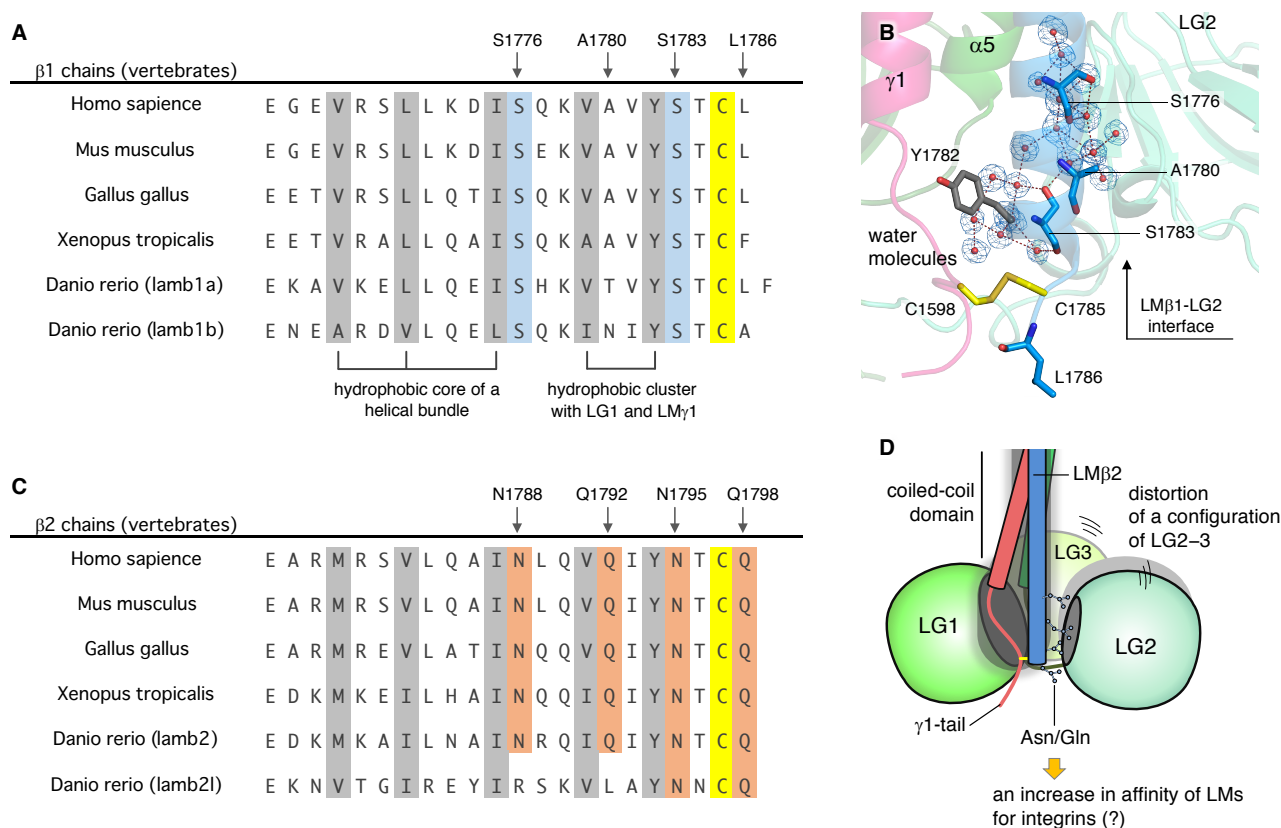 A
S1776 A1780 S1783 L1786
β1 chains (vertebrates)
Homo sapience E G E V R S L L K D I S Q K V A V Y S T C L
Mus musculus E G E V R S L L K D I S E K V A V Y S T C L
Gallus gallus E E T V R S L L Q T I S Q K V A V Y S T C L
Xenopus tropicalis E E T V R A L L Q A I S Q K A A V Y S T C F
Danio rerio (lamb1a) E K A V K E L L Q E I S H K V T V Y S T C L F
Danio rerio (lamb1b) E N E A R D V L Q E L S Q K I N I Y S T C A
hydrophobic core of a
helical bundle
hydrophobic cluster
with LG1 and LMγ1
B
LG2
α5
γ1
S1776
Y1782
A1780
S1783
water
molecules
C1598
C1785
LMβ1-LG2
interface
L1786
C
N1788 Q1792 N1795 Q1798
β2 chains (vertebrates)
Homo sapience E A R M R S V L Q A I N L Q V Q I Y N T C Q
Mus musculus E A R M R S V L Q A I N L Q V Q I Y N T C Q
Gallus gallus E A R M R E V L A T I N Q Q V Q I Y N T C Q
Xenopus tropicalis E D K M K E I L H A I N Q Q I Q I Y N T C Q
Danio rerio (lamb2) E D K M K A I L N A I N R Q I Q I Y N T C Q
Danio rerio (lamb2l) E K N V T G I R E Y I R S K V L A Y N N C Q
D
LMβ2
coiled-coil
domain
distortion
of a configuration
of LG2–3
LG3
LG1
LG2
γ1-tail
Asn/Gln
an increase in affinity of LMs
for integrins (?)